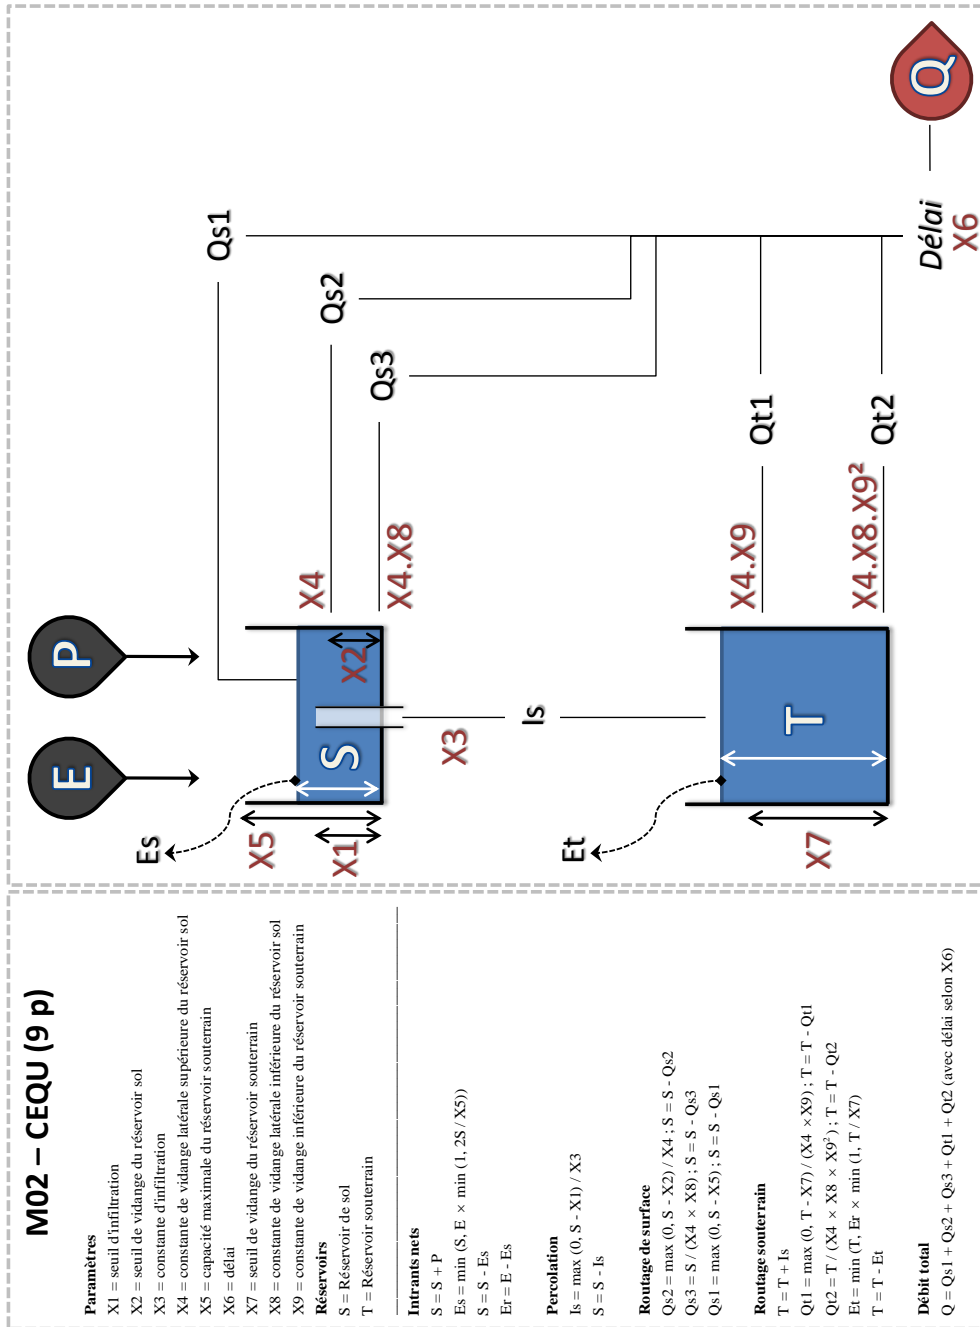 M02 – CEQU (9 p)
Paramètres
X1 = seuil d'infiltration
X2 = seuil de vidange du réservoir sol
X3 = constante d'infiltration
X4 = constante de vidange latérale supérieure du réservoir sol
X5 = capacité maximale du réservoir souterrain
X6 = délai
X7 = seuil de vidange du réservoir souterrain
X8 = constante de vidange latérale inférieure du réservoir sol
X9 = constante de vidange inférieure du réservoir souterrain
Réservoirs
S = Réservoir de sol
T = Réservoir souterrain
Intrants nets
S = S + P
Es = min (S, E × min (1, 2S / X5))
S = S - Es
Er = E - Es
Percolation
Is = max (0, S - X1) / X3
S = S - Is
Routage de surface
Qs2 = max (0, S - X2) / X4 ; S = S - Qs2
Qs3 = S / (X4 × X8) ; S = S - Qs3
Qs1 = max (0, S - X5) ; S = S - Qs1
Routage souterrain
T = T + Is
Qt1 = max (0, T - X7) / (X4 ×X9) ; T = T - Qt1
Qt2 = T / (X4 × X8 × X9²) ; T = T - Qt2
Et = min (T, Er × min (1, T / X7)
T = T - Et
Débit total
Q = Qs1 + Qs2 + Qs3 + Qt1 + Qt2 (avec délai selon X6)
E
P
Es
X5
X1
S
X2
X4
X4.X8
X3
Qs1
Qs2
Qs3
Is
Et
X7
T
X4.X9
X4.X8.X9²
Qt1
Qt2
Délai
X6
Q